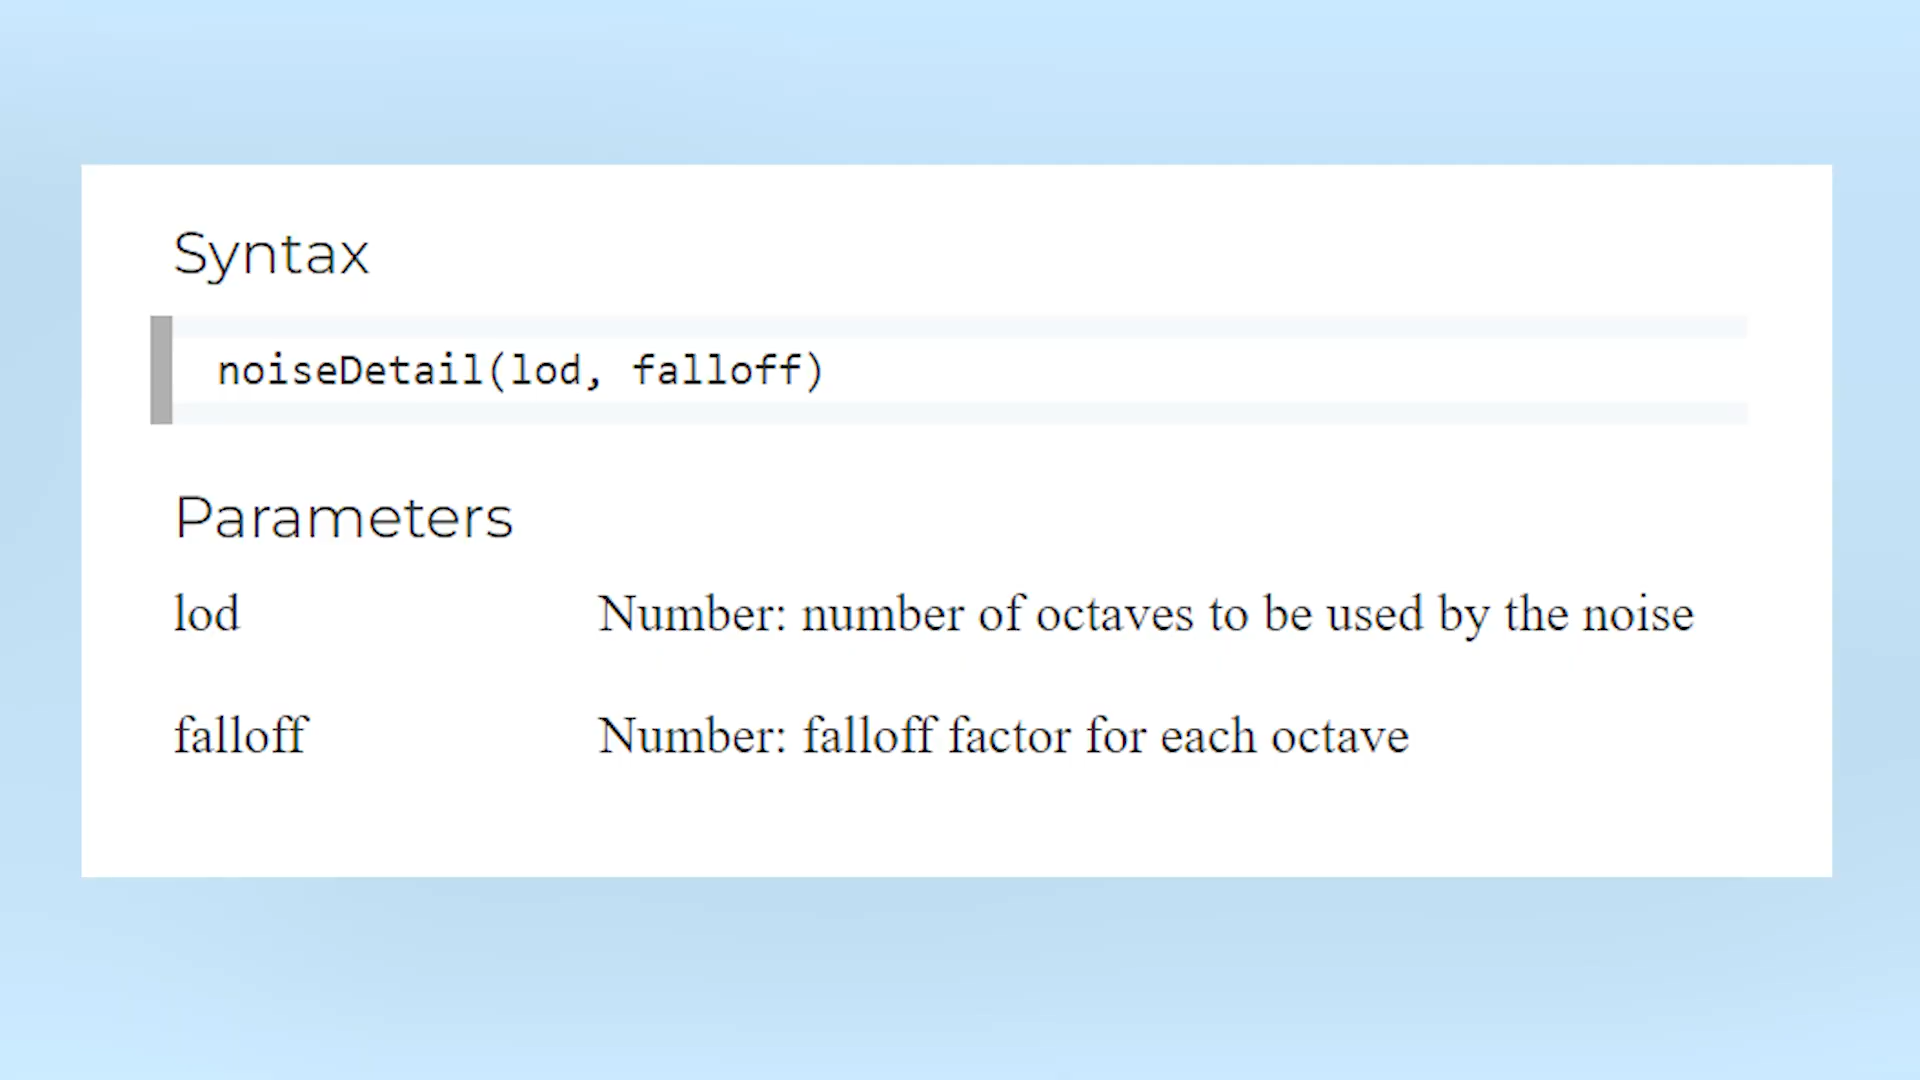 Syntax
noiseDetail(lod, falloff)
Parameters
lod Number: number of octaves to be used by the noise
falloff Number: falloff factor for each octave